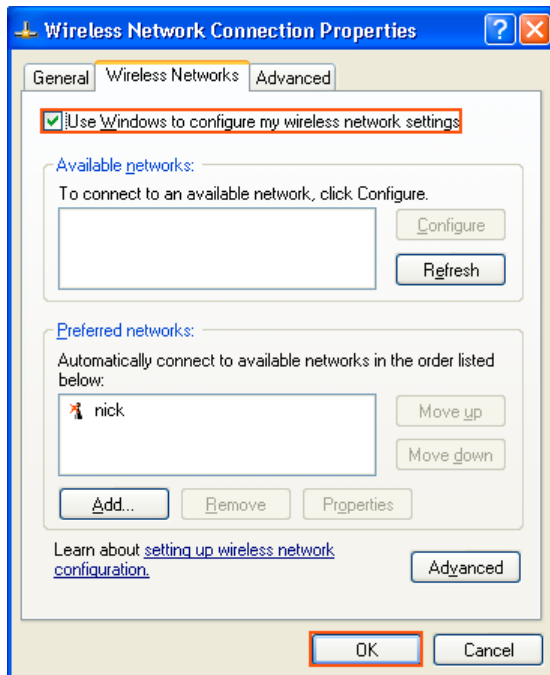 Wireless Network Connection Properties
General Wireless Networks Advanced
Use Windows to configure my wireless network settings
Available networks:
To connect to an available network, click Configure.
Configure
Refresh
Preferred networks:
Automatically connect to available networks in the order listed
below:
nick
Move up
Move down
Add... Remove Properties
Learn about setting up wireless network
configuration.
Advanced
OK Cancel